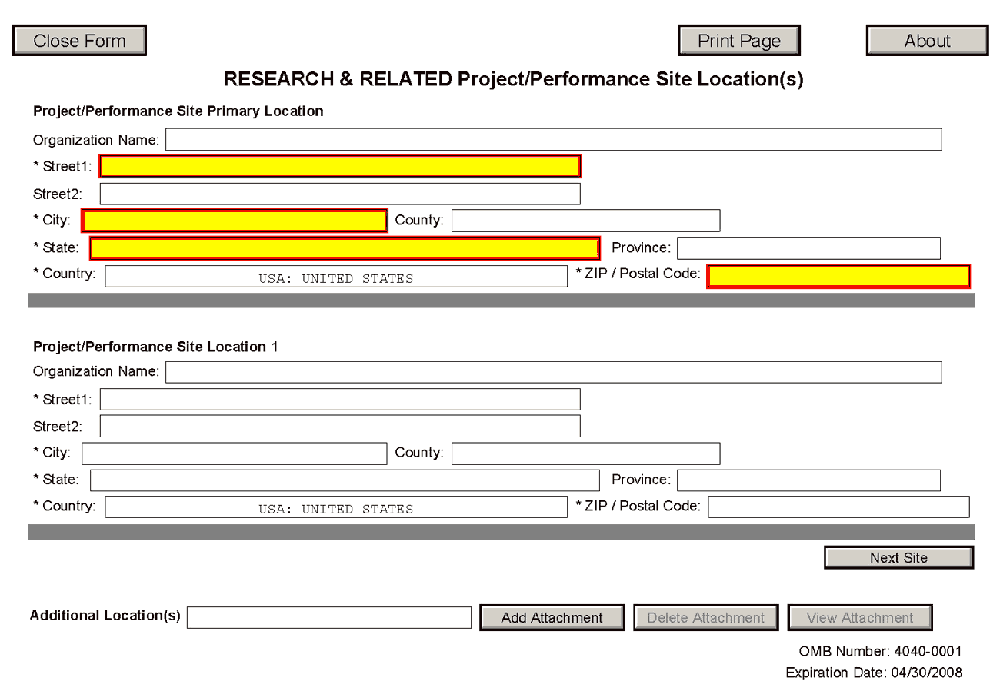 Close Form Print Page About
RESEARCH & RELATED Project/Performance Site Location(s)
Project/Performance Site Primary Location
Organization Name:
* Street1:
Street2:
* City: County:
* State: Province:
* Country: USA: UNITED STATES * ZIP / Postal Code:
Project/Performance Site Location 1
Organization Name:
* Street1:
Street2:
* City: County:
* State: Province:
* Country: USA: UNITED STATES * ZIP / Postal Code:
Next Site
Additional Location(s) Add Attachment Delete Attachment View Attachment
OMB Number: 4040-0001
Expiration Date: 04/30/2008